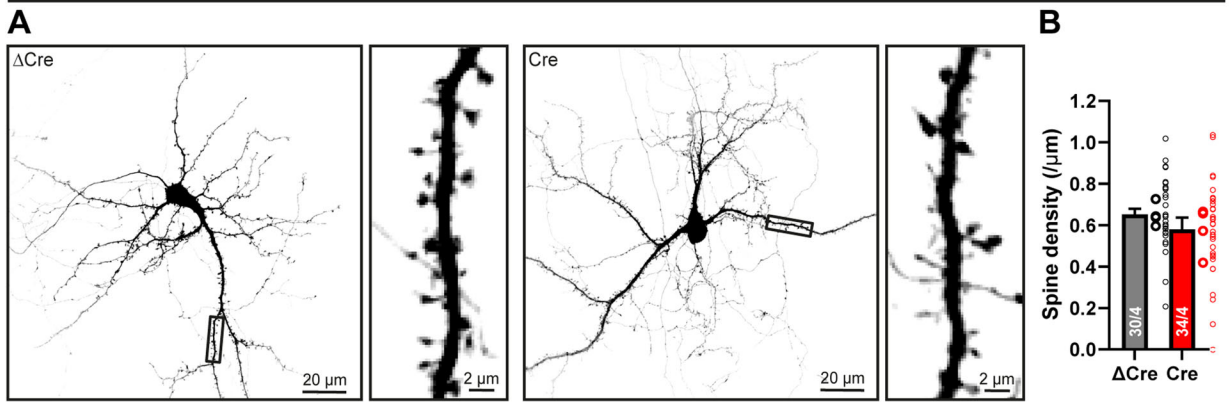 A
B
ΔCre
20 µm
2 µm
Cre
20 µm
2 µm
Spine density (/µm)
1.2
1.0
0.8
0.6
0.4
0.2
0.0
30/4
34/4
ΔCre Cre